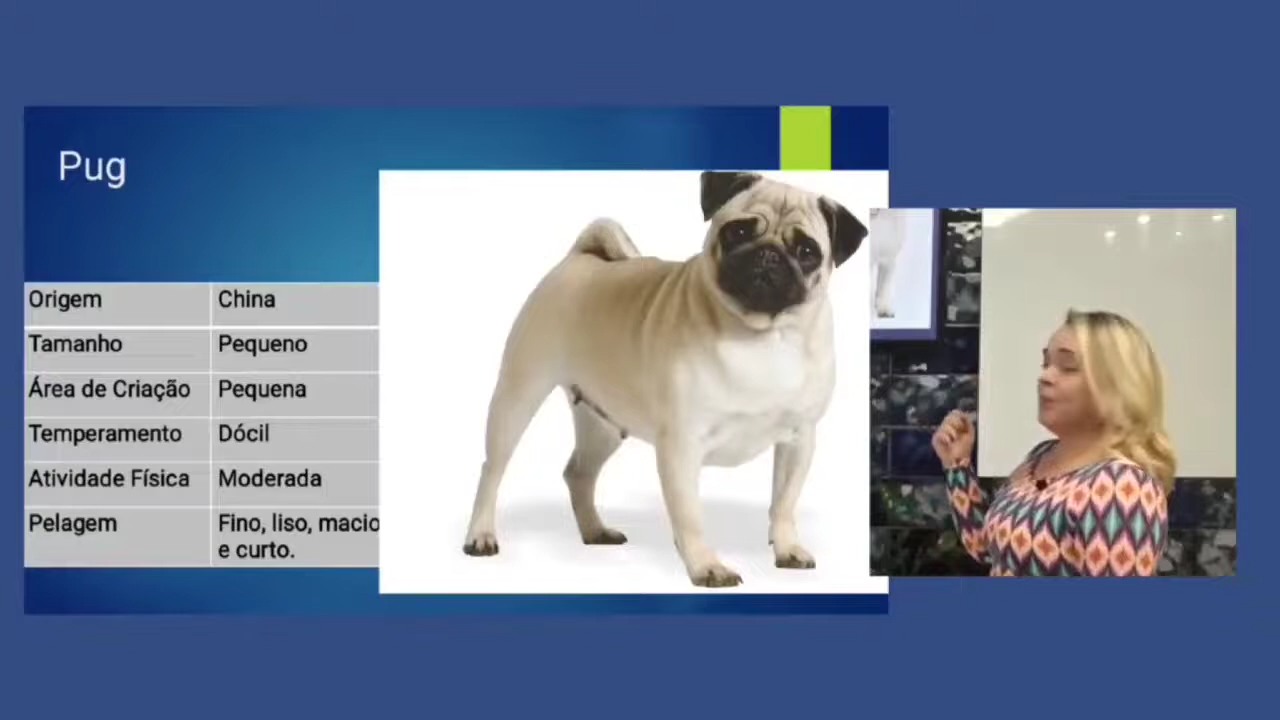 Pug
Origem China
Tamanho Pequeno
Área de Criação Pequena
Temperamento Dócil
Atividade Física Moderada
Pelagem Fino, liso, macio
e curto.